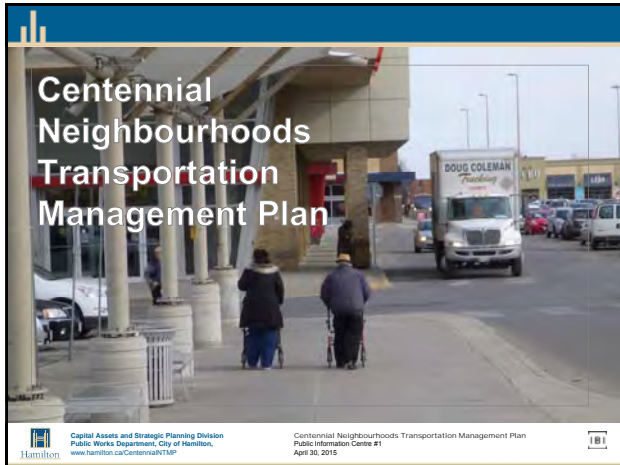 Centennial
Neighbourhoods
Transportation
Management Plan
DOUG COLEMAN
Trucking
Hamilton
Capital Assets and Strategic Planning Division
Public Works Department, City of Hamilton,
www.hamilton.ca/CentennialNTMP
Centennial Neighbourhoods Transportation Management Plan
Public Information Centre #1
April 30, 2015